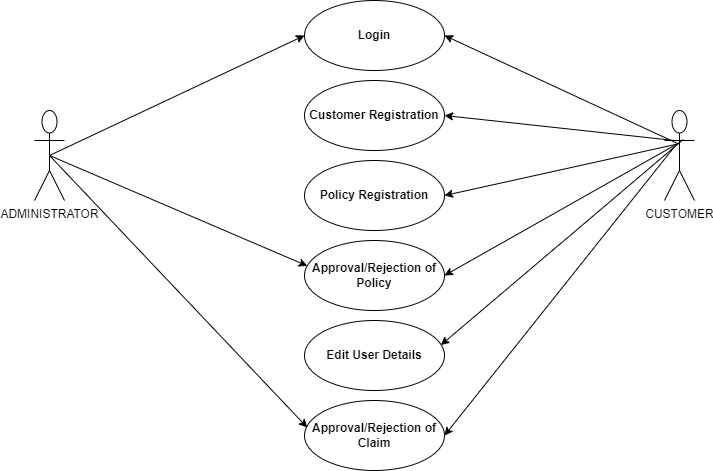 Login
Customer Registration
Policy Registration
ADMINISTRATOR
CUSTOMER
Approval/Rejection of
Policy
Edit User Details
Approval/Rejection of
Claim